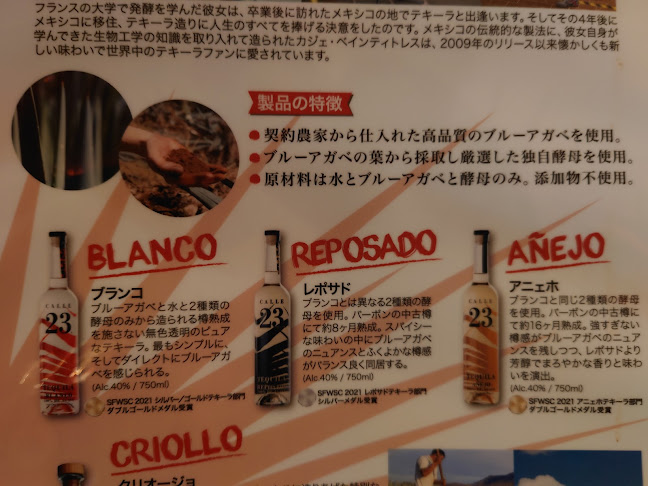 フランスの大学で発酵を学んだ彼女は、卒業後に訪れたメキシコの地でテキーラと出逢います。そしてその4年後に
メキシコに移住、テキーラ造りに人生のすべてを捧げる決意をしたのです。メキシコの伝統的な製法に、彼女自身が
学んできた生物工学の知識を取り入れて造られたカジェ・ベインティトレスは、2009年のリリース以来懐かしくも新
しい味わいで世界中のテキーラファンに愛されています。
製品の特徴
●契約農家から仕入れた高品質のブルーアガベを使用。
●ブルーアガベの葉から採取し厳選した独自酵母を使用。
●原材料は水とブルーアガベと酵母のみ。添加物不使用。
BLANCO
ブランコ
ブルーアガベと水と2種類の
酵母のみから造られる樽熟成
を施さない無色透明のピュア
なテキーラ。最もシンプルに、
そしてダイレクトにブルーアガ
ベを感じられる。
(Alc.40% / 750ml)
SFWSC 2021 シルバー/ゴールドテキーラ部門
ダブルゴールドメダル受賞
CALLE
23
TEQUILA
BLANCO
REPOSADO
レポサド
ブランコとは異なる2種類の酵
母を使用。バーボンの中古樽
にて約8ヶ月熟成。スパイシー
な味わいの中にブルーアガベ
のニュアンスとふくよかな樽感
がバランス良く同居する。
(Alc.40% / 750ml)
SFWSC 2021 レポサドテキーラ部門
シルバーメダル受賞
CALLE
23
TEQUILA
REPOSADO
AÑEJO
アニェホ
ブランコと同じ2種類の酵母
を使用。バーボンの中古樽に
て約16ヶ月熟成。強すぎない
樽感がブルーアガベのニュア
ンスを残しつつ、レポサドより
芳醇でまろやかな香りと味わ
いを演出。
(Alc.40% / 750ml)
SFWSC 2021 アニェホテキーラ部門
ダブルゴールドメダル受賞
CALLE
23
TEQUILA
CRIOLLO
クリオージョ